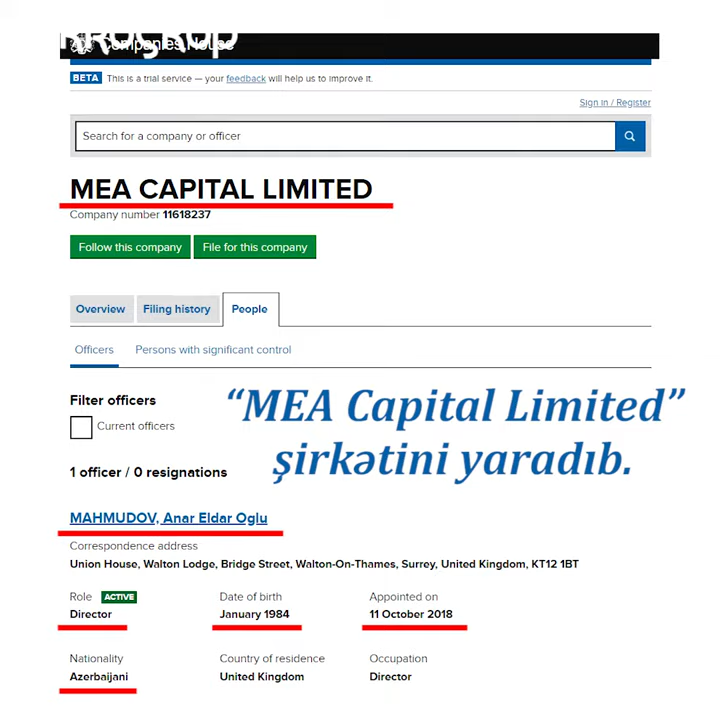 Companies House
BETA This is a trial service — your feedback will help us to improve it.
Sign in / Register
Search for a company or officer
MEA CAPITAL LIMITED
Company number 11618237
Follow this company File for this company
Overview Filing history People
Officers Persons with significant control
Filter officers
Current officers
“MEA Capital Limited”
şirkətini yaradıb.
1 officer / 0 resignations
MAHMUDOV, Anar Eldar Oglu
Correspondence address
Union House, Walton Lodge, Bridge Street, Walton-On-Thames, Surrey, United Kingdom, KT12 1BT
Role ACTIVE Date of birth Appointed on
Director January 1984 11 October 2018
Nationality Country of residence Occupation
Azerbaijani United Kingdom Director